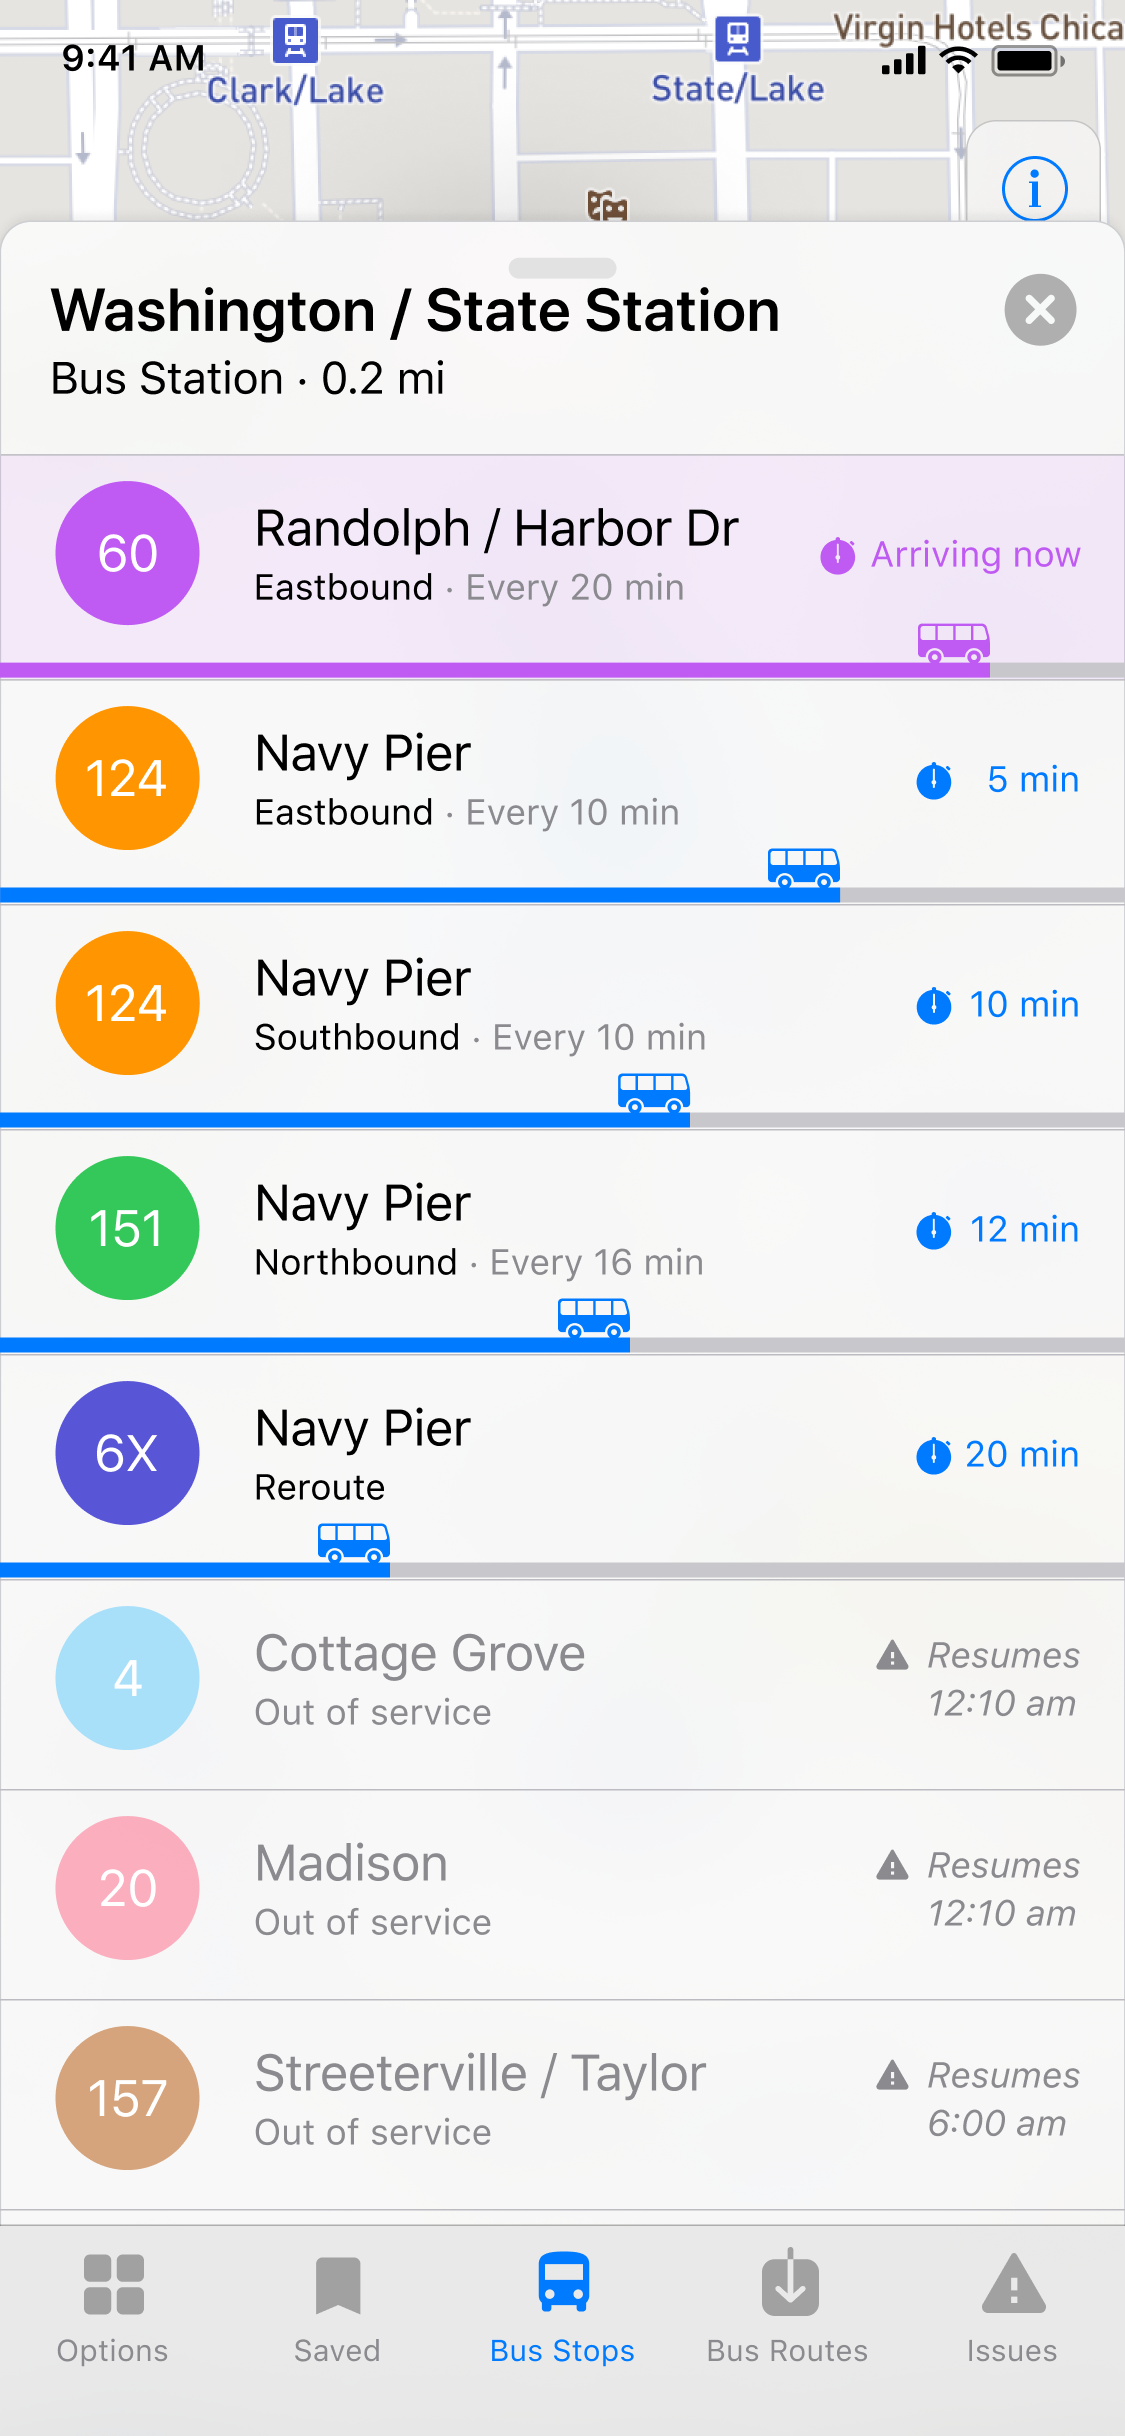 Virgin Hotels Chica
9:41 AM
Clark/Lake
State/Lake
Washington / State Station
Bus Station · 0.2 mi
60
Randolph / Harbor Dr
Eastbound · Every 20 min
Arriving now
124
Navy Pier
Eastbound · Every 10 min
5 min
124
Navy Pier
Southbound · Every 10 min
10 min
151
Navy Pier
Northbound · Every 16 min
12 min
6X
Navy Pier
Reroute
20 min
4
Cottage Grove
Out of service
Resumes
12:10 am
20
Madison
Out of service
Resumes
12:10 am
157
Streeterville / Taylor
Out of service
Resumes
6:00 am
Options
Saved
Bus Stops
Bus Routes
Issues